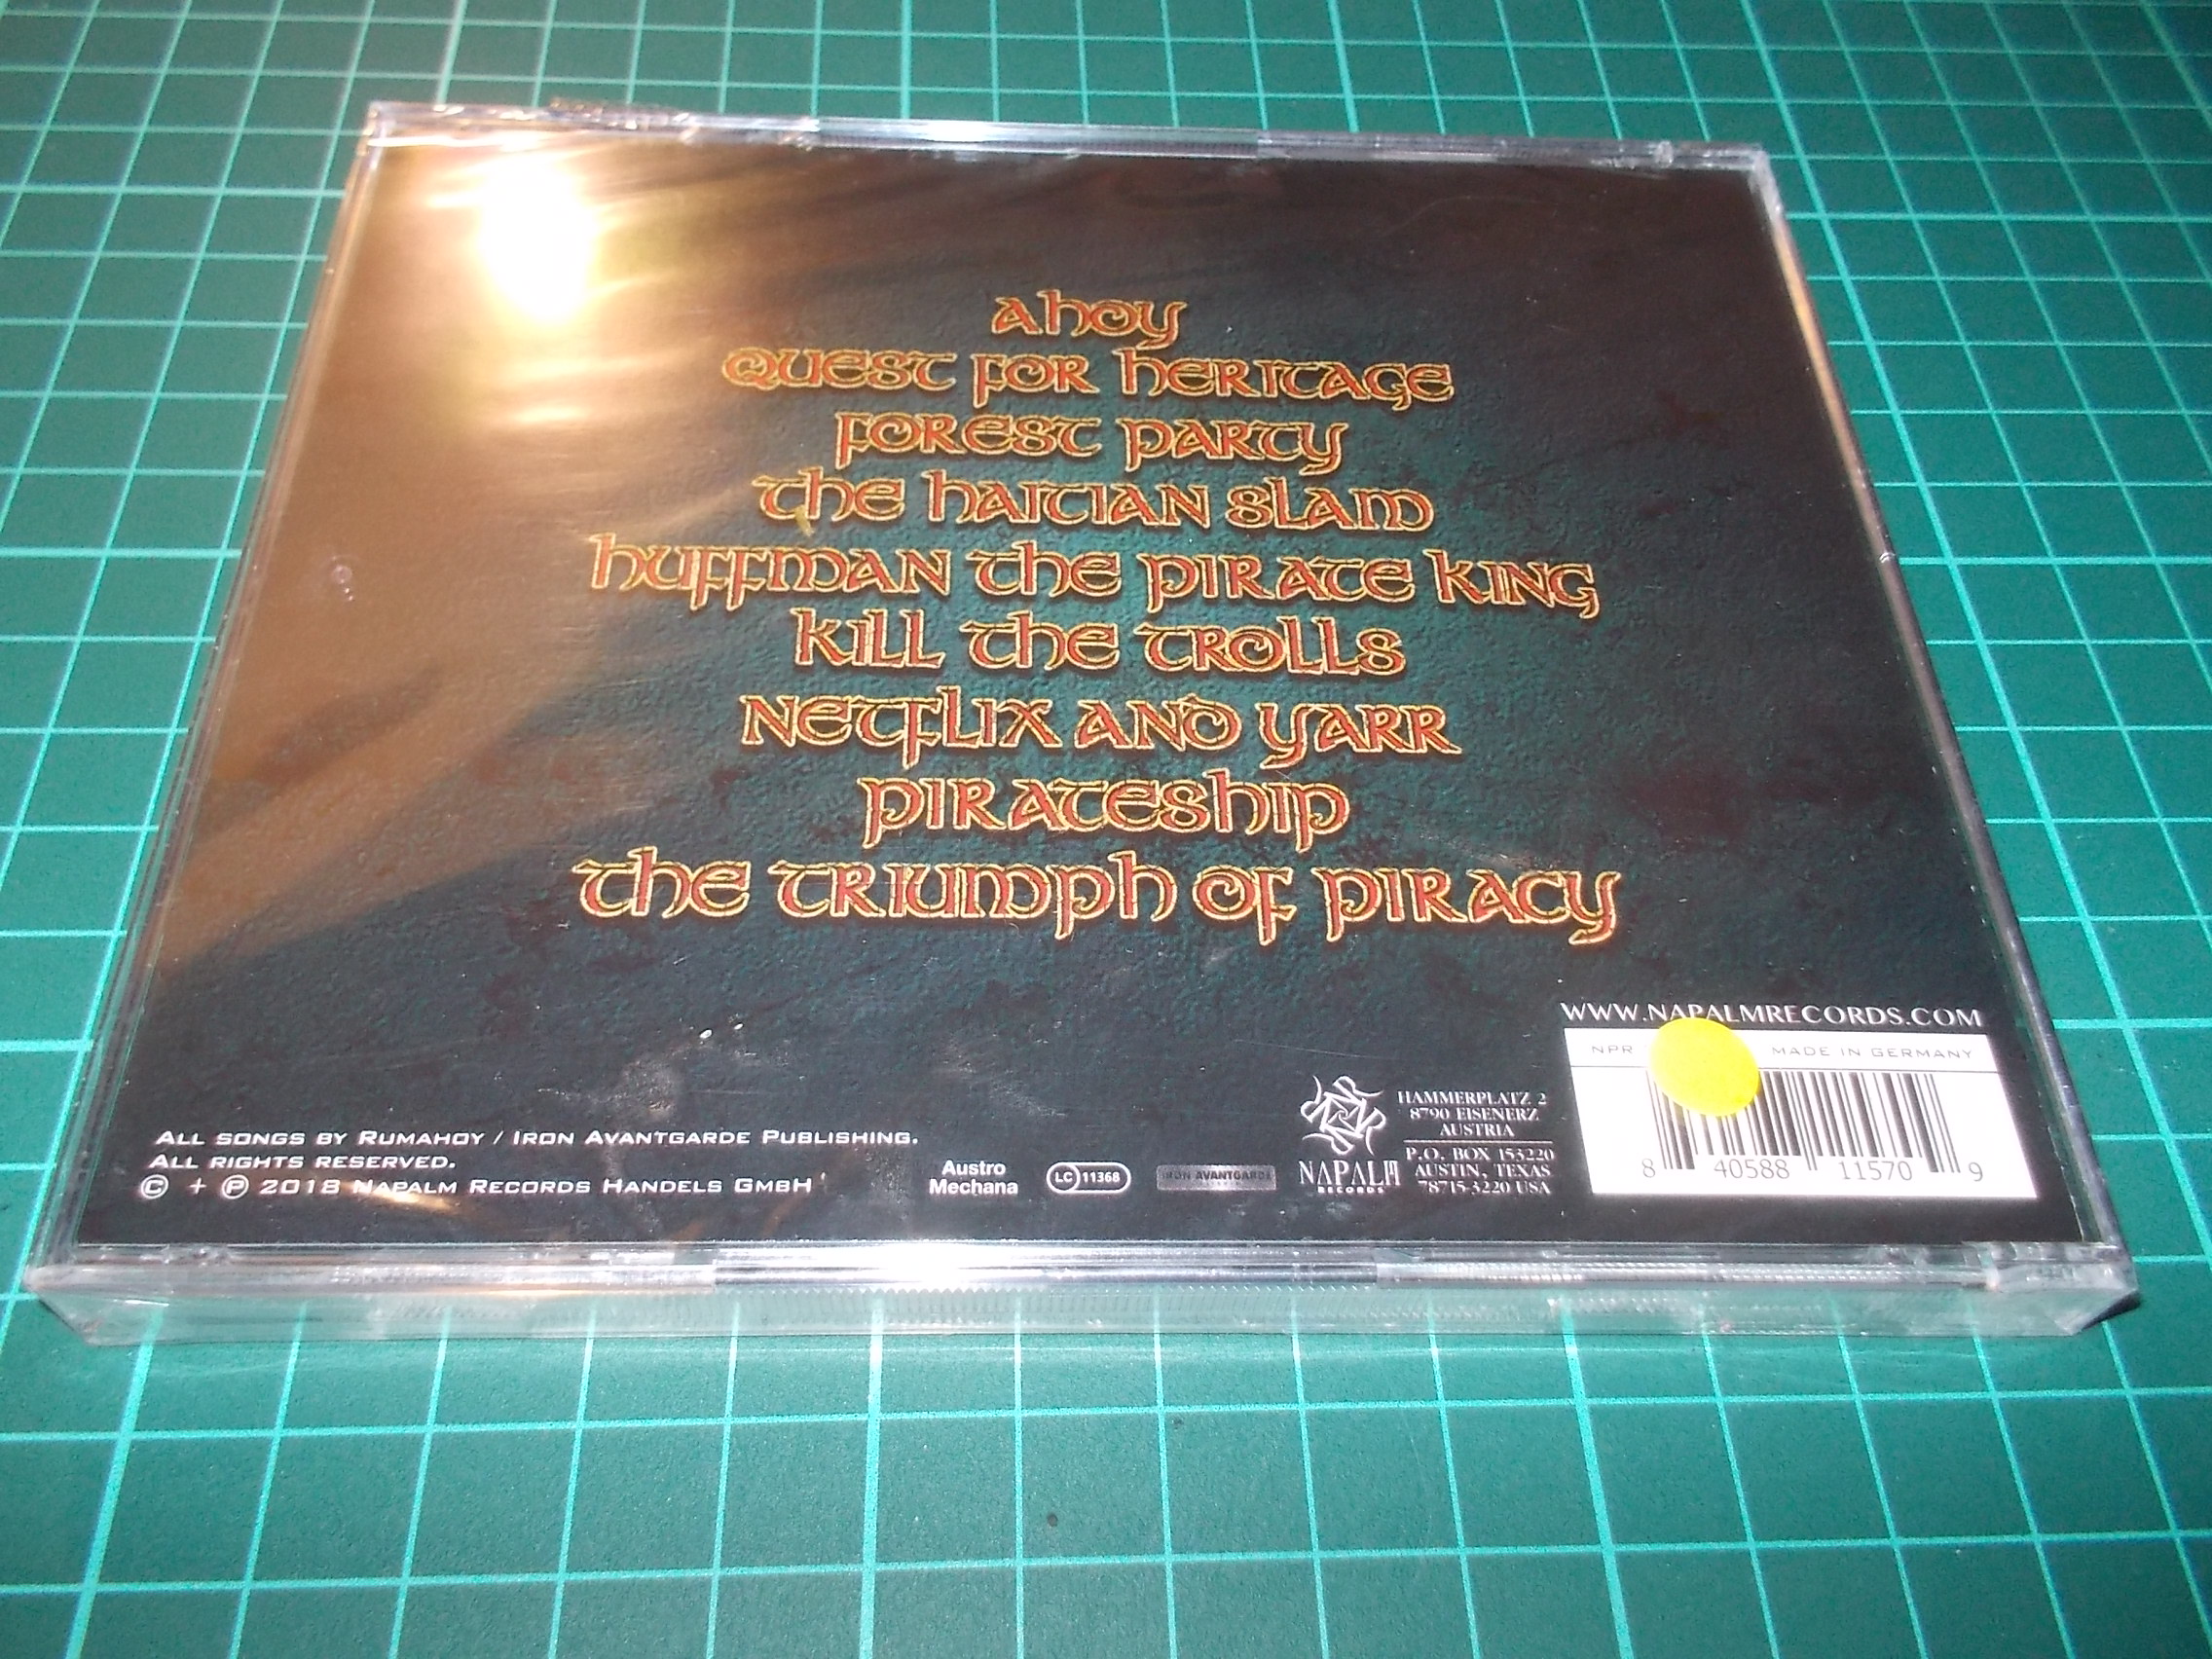 Ahoy
Quest for Heritage
Forest Party
The Haitian Slam
Huffman the Pirate King
Kill the Trolls
Netflix and Yarr
Pirateship
The Triumph of Piracy
WWW.NAPALMRECORDS.COM
NPR MADE IN GERMANY
8 40588 11570 9
HAMMERPLATZ 2
8790 EISENERZ
AUSTRIA
P.O. BOX 153220
AUSTIN, TEXAS
78715-3220 USA
NAPALM
RECORDS
IRON AVANTGARDE
LC 11368
Austro
Mechana
All songs by Rumahoy / Iron Avantgarde Publishing.
All rights reserved.
© + ℗ 2018 Napalm Records Handels GmbH